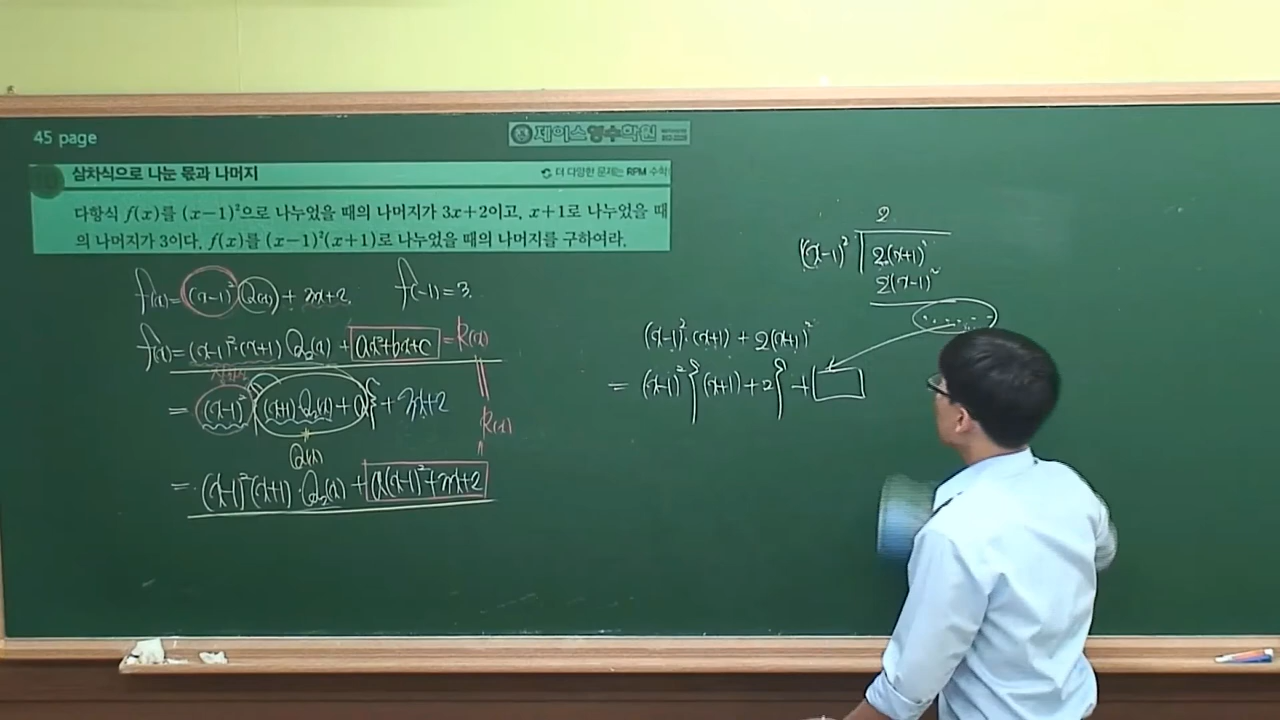 45 page
제이스영수학원
삼차식으로 나눈 몫과 나머지
더 다양한 문제는 RPM 수학
다항식 f(x)를 (x−1)²으로 나누었을 때의 나머지가 3x+2이고, x+1로 나누었을 때
의 나머지가 3이다. f(x)를 (x−1)²(x+1)로 나누었을 때의 나머지를 구하여라.
f(x)=(x-1)² Q(x) + 3x+2. f(-1)=3.
f(x)=(x-1)²·(x+1) Q₂(x) + ax²+bx+c = R(x)
삼차식
= (x-1)² {(x+1)·Q₂(x)+a} + 3x+2
Q(x)
R(x)
= (x-1)²(x+1)·Q₂(x) + a(x-1)²+3x+2
2
(x-1)² 2(x+1)²
2(x-1)²
(x-1)²·(x+1) + 2(x+1)²
= (x-1)² {(x+1)+2} +